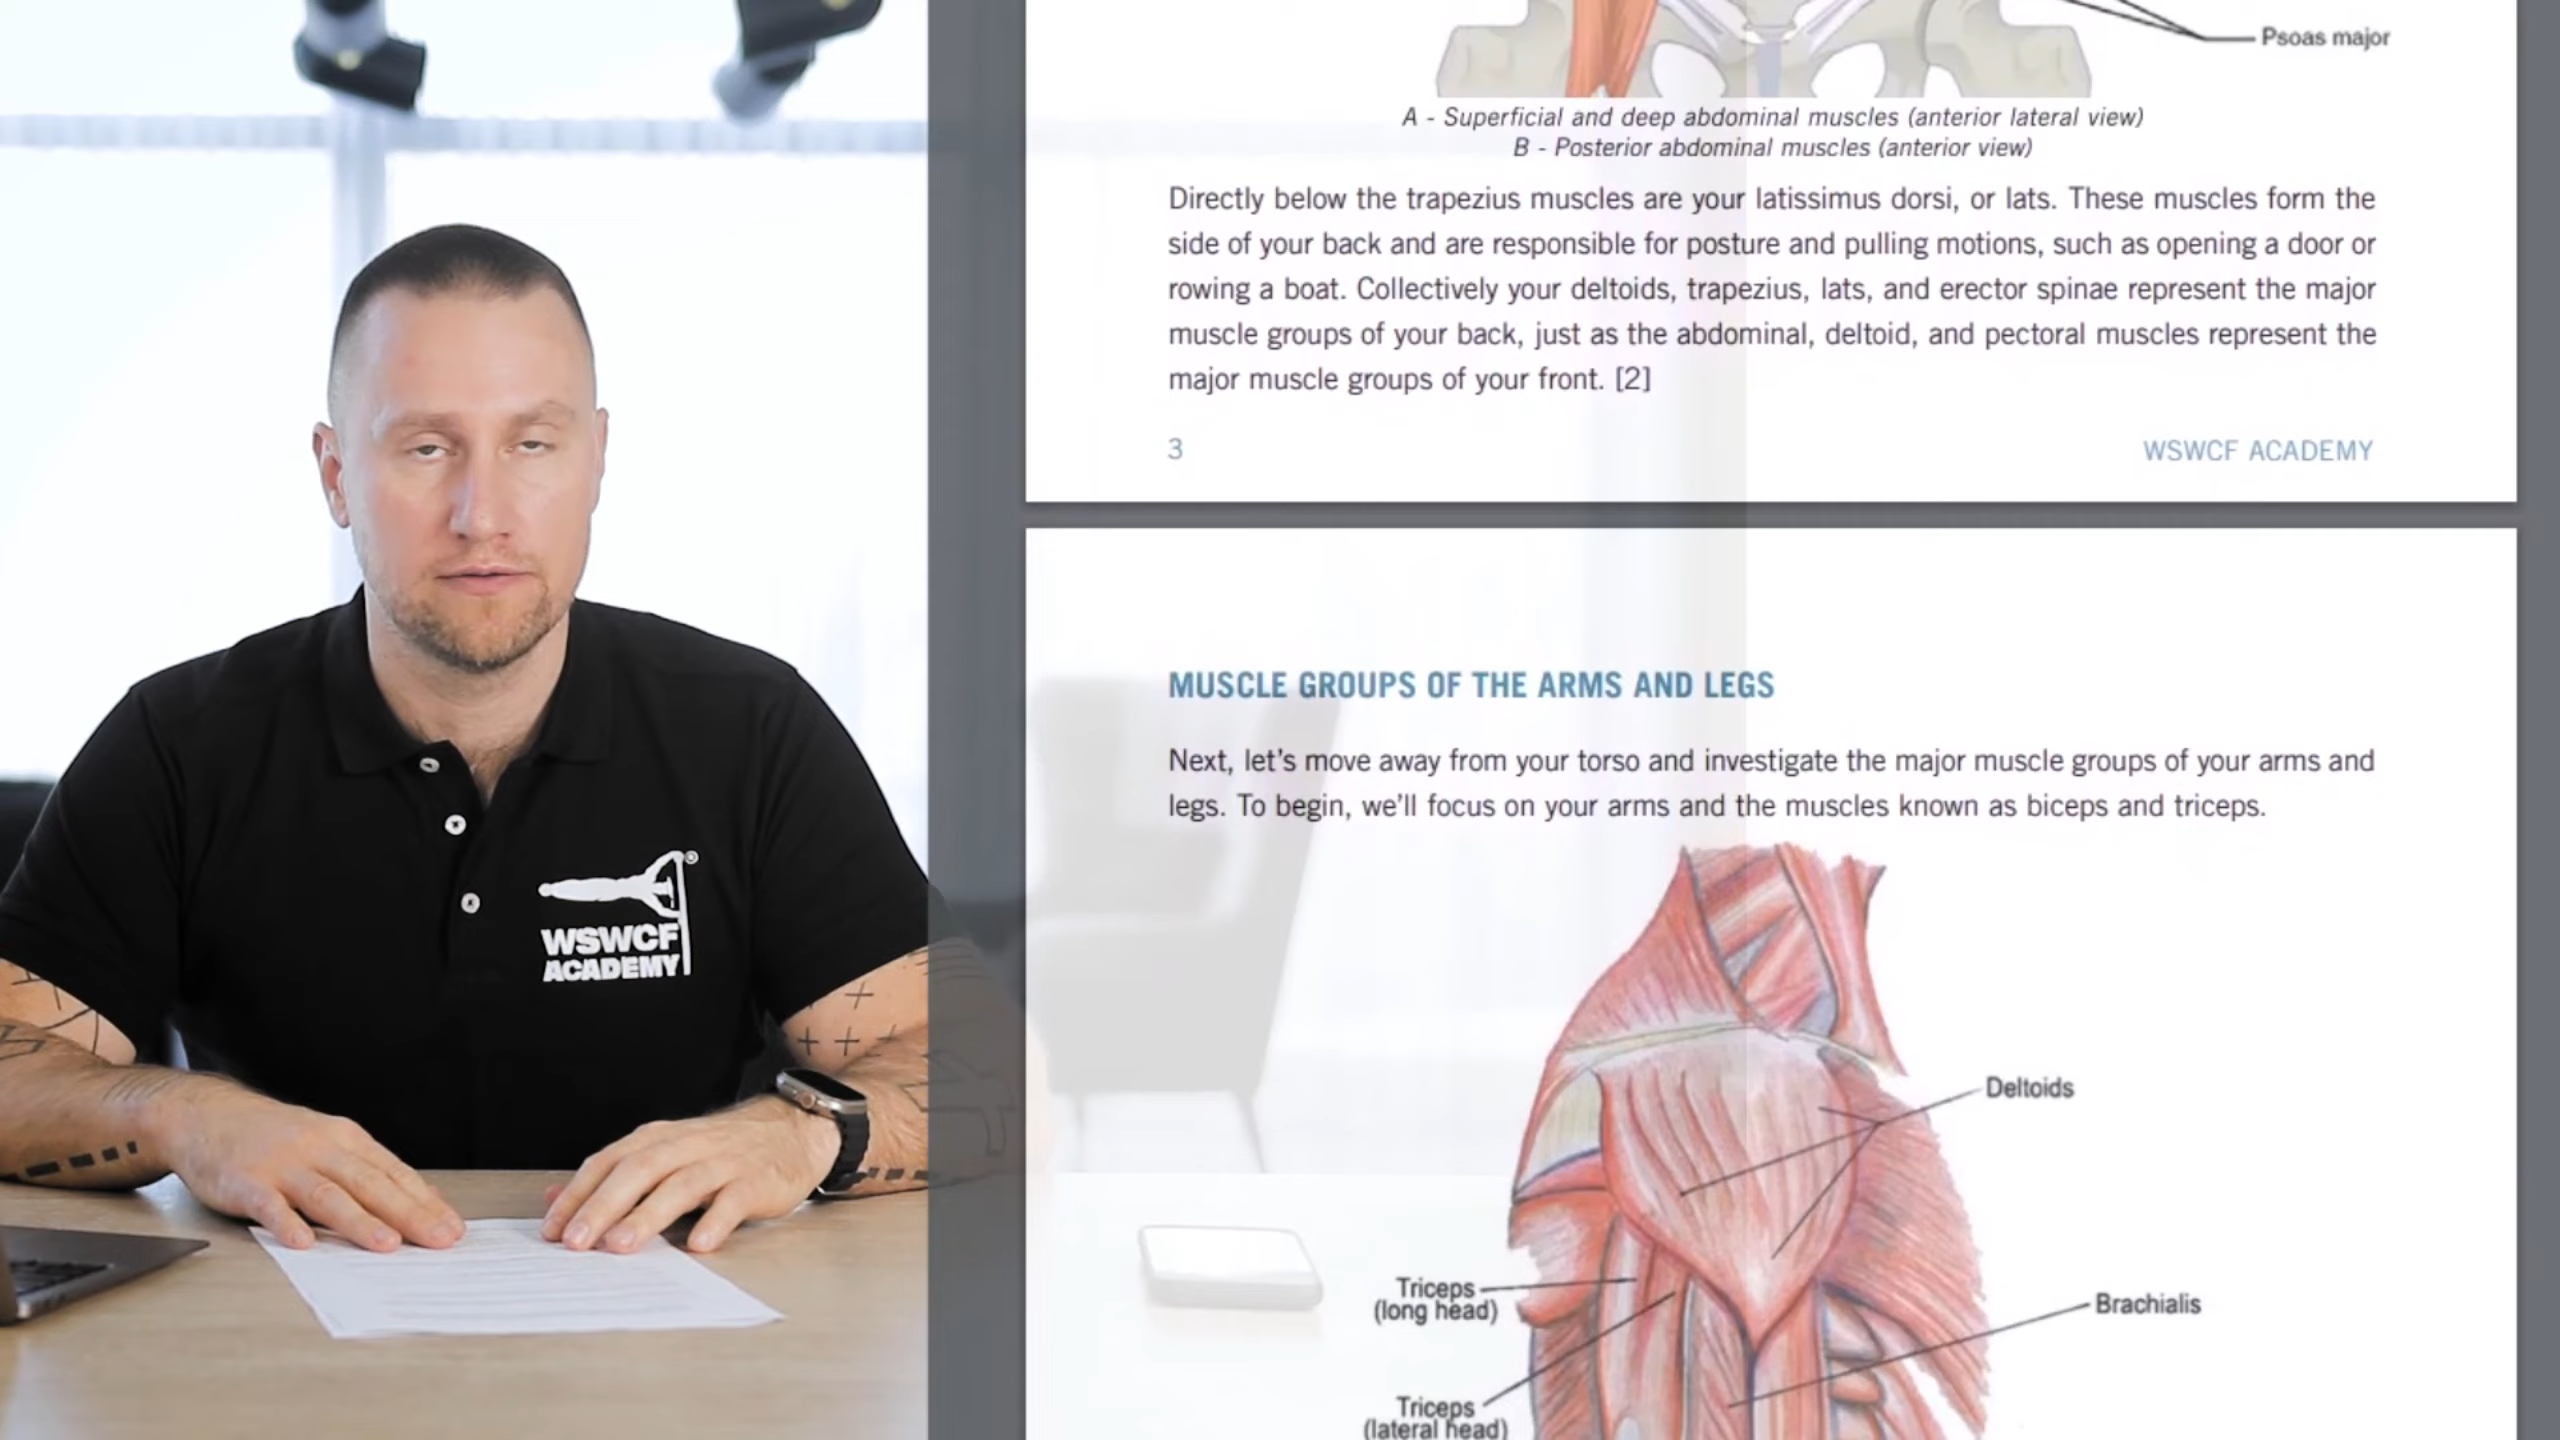 Psoas major
A - Superficial and deep abdominal muscles (anterior lateral view)
B - Posterior abdominal muscles (anterior view)
Directly below the trapezius muscles are your latissimus dorsi, or lats. These muscles form the
side of your back and are responsible for posture and pulling motions, such as opening a door or
rowing a boat. Collectively your deltoids, trapezius, lats, and erector spinae represent the major
muscle groups of your back, just as the abdominal, deltoid, and pectoral muscles represent the
major muscle groups of your front. [2]
3
WSWCF ACADEMY
MUSCLE GROUPS OF THE ARMS AND LEGS
Next, let's move away from your torso and investigate the major muscle groups of your arms and
legs. To begin, we'll focus on your arms and the muscles known as biceps and triceps.
Deltoids
Triceps
(long head)
Brachialis
Triceps
(lateral head)
®
WSWCF
ACADEMY